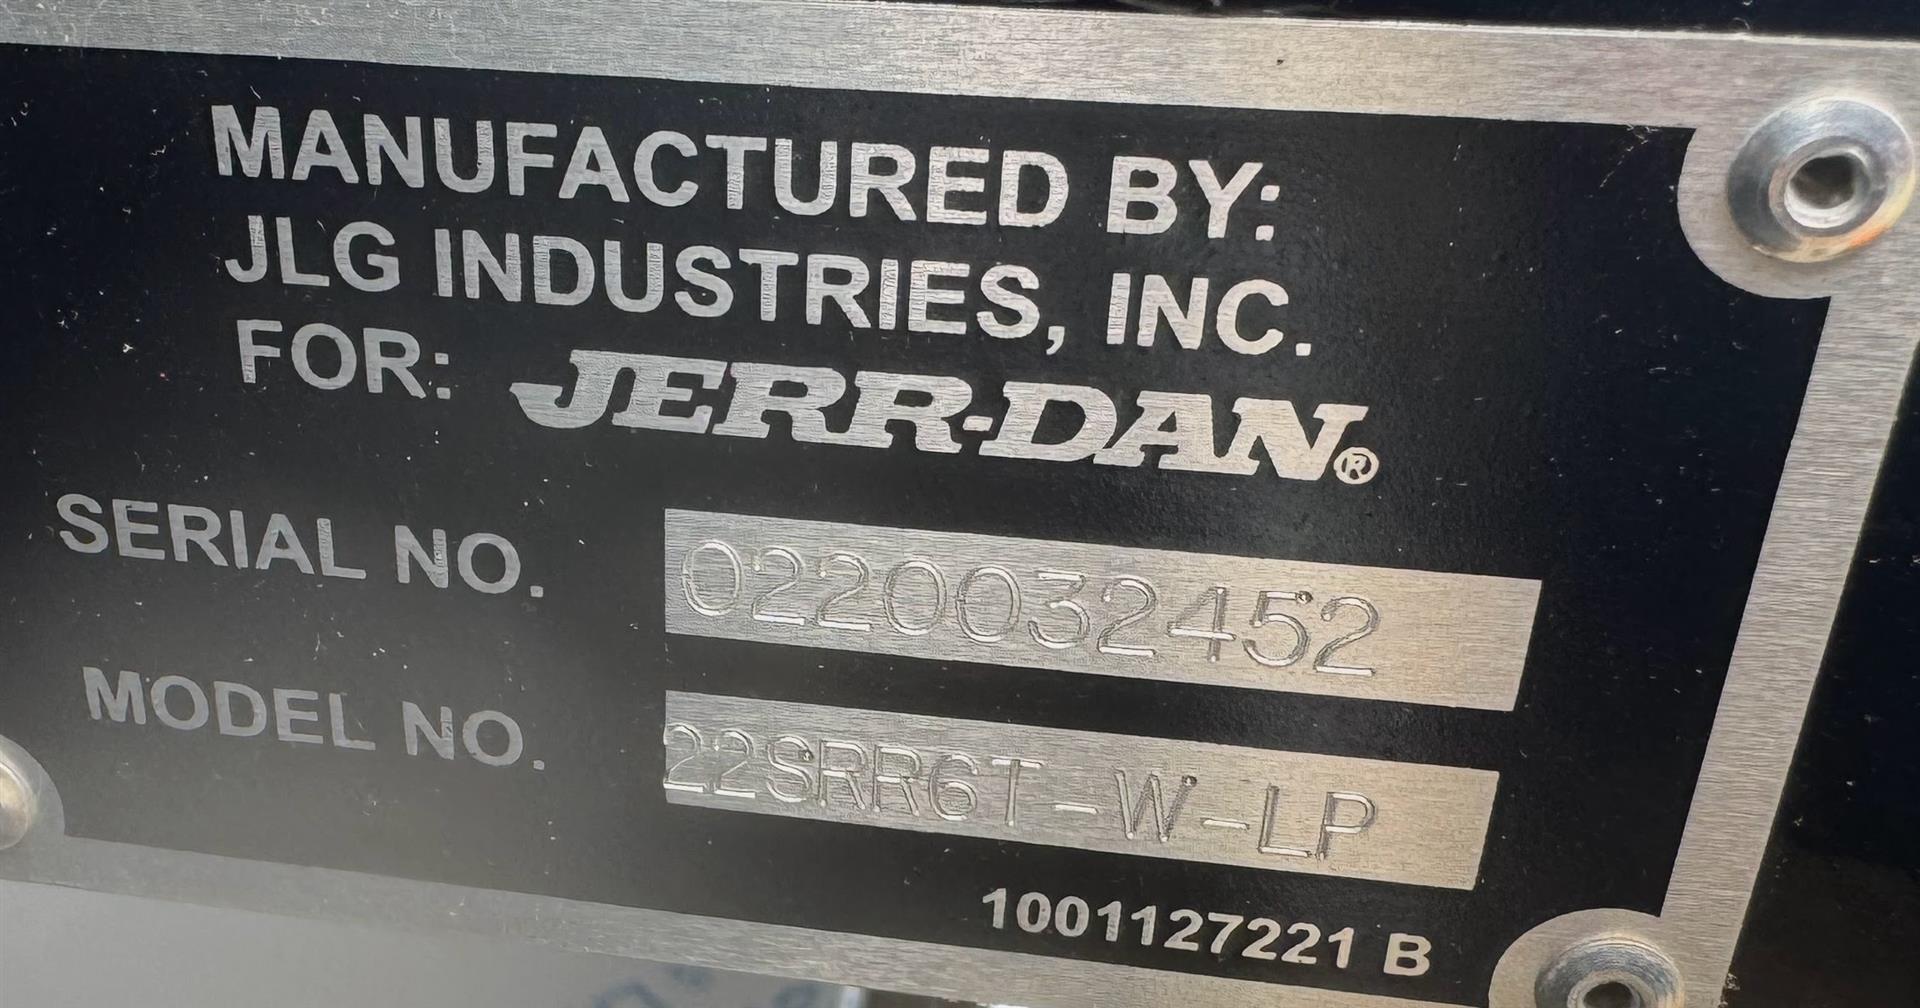 MANUFACTURED BY:
JLG INDUSTRIES, INC.
FOR: JERR-DAN®
SERIAL NO. 0220032452
MODEL NO. 22SRR6T-W-LP
1001127221 B